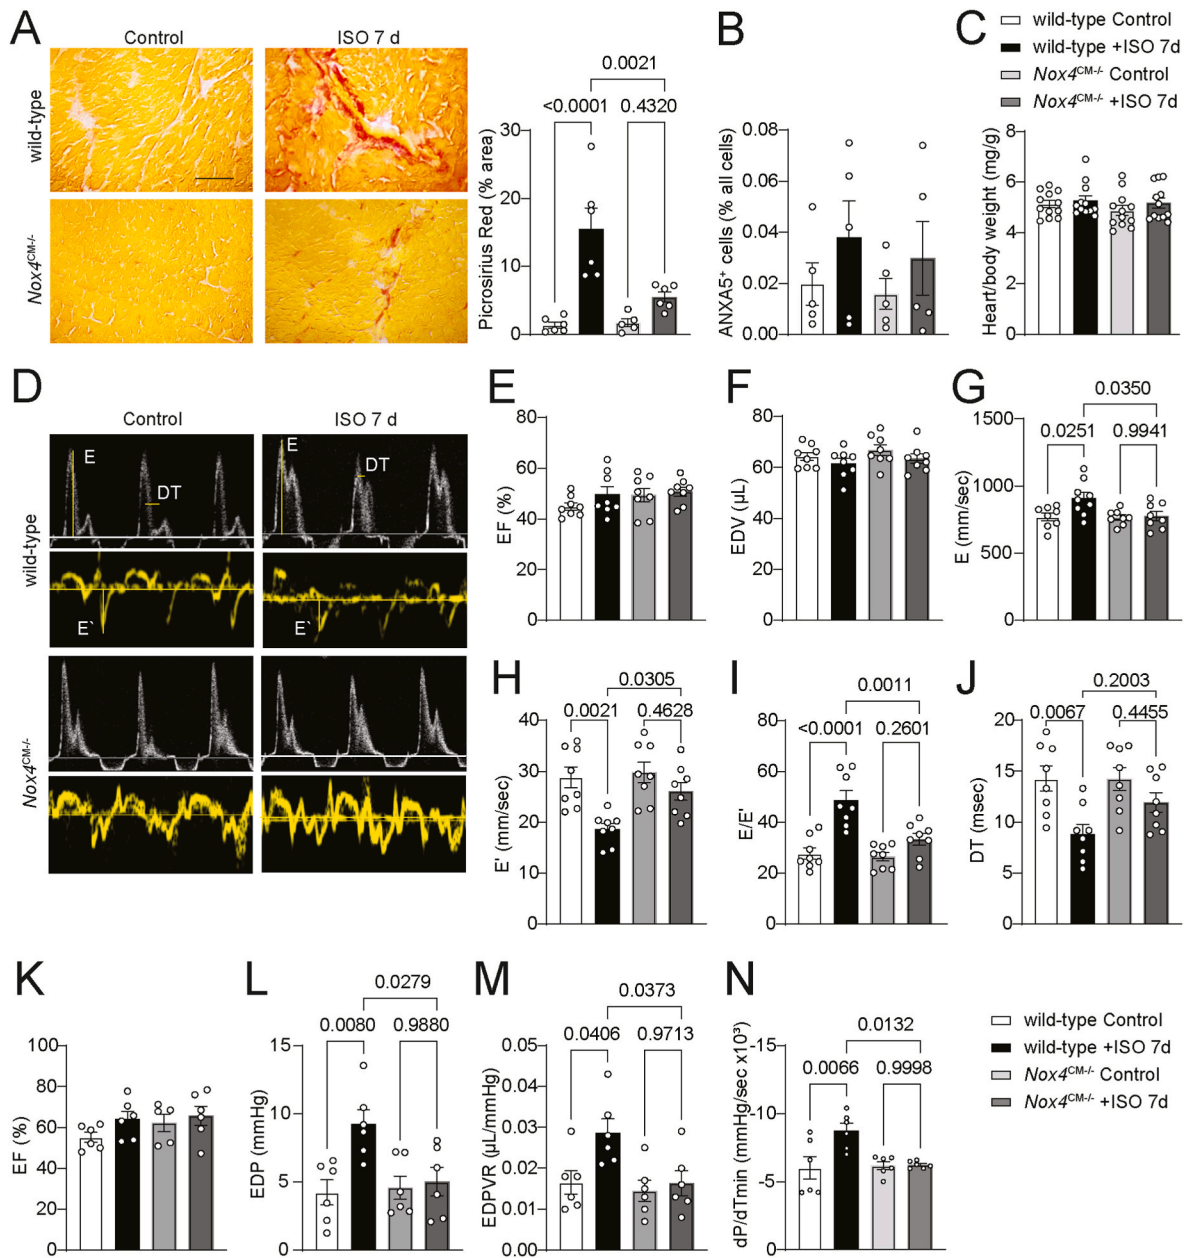 A
Control
ISO 7 d
wild-type
Nox4CM-/-
0.0021
<0.0001
0.4320
Picrosirius Red (% area)
30
20
10
0
B
ANXA5+ cells (% all cells)
0.08
0.06
0.04
0.02
0.00
C
wild-type Control
wild-type +ISO 7d
Nox4CM-/- Control
Nox4CM-/- +ISO 7d
Heart/body weight (mg/g)
8
6
4
2
0
D
Control
ISO 7 d
wild-type
E
DT
E`
E
DT
E`
Nox4CM-/-
E
EF (%)
80
60
40
20
0
F
EDV (µL)
80
60
40
20
0
G
0.0350
0.0251
0.9941
E (mm/sec)
1500
1000
500
0
H
0.0305
0.0021
0.4628
E' (mm/sec)
40
30
20
10
0
I
0.0011
<0.0001
0.2601
E/E'
80
60
40
20
0
J
0.2003
0.0067
0.4455
DT (msec)
20
15
10
5
0
K
EF (%)
100
80
60
40
20
0
L
0.0279
0.0080
0.9880
EDP (mmHg)
15
10
5
0
M
0.0373
0.0406
0.9713
EDPVR (µL/mmHg)
0.05
0.04
0.03
0.02
0.01
0.00
N
0.0132
0.0066
0.9998
dP/dTmin (mmHg/sec x10³)
-15
-10
-5
0
wild-type Control
wild-type +ISO 7d
Nox4CM-/- Control
Nox4CM-/- +ISO 7d